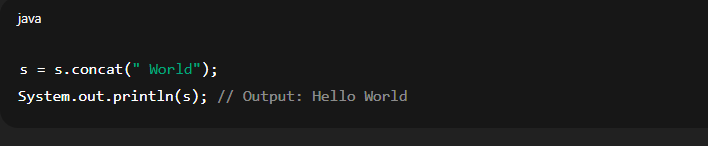 java
s = s.concat(" World");
System.out.println(s); // Output: Hello World